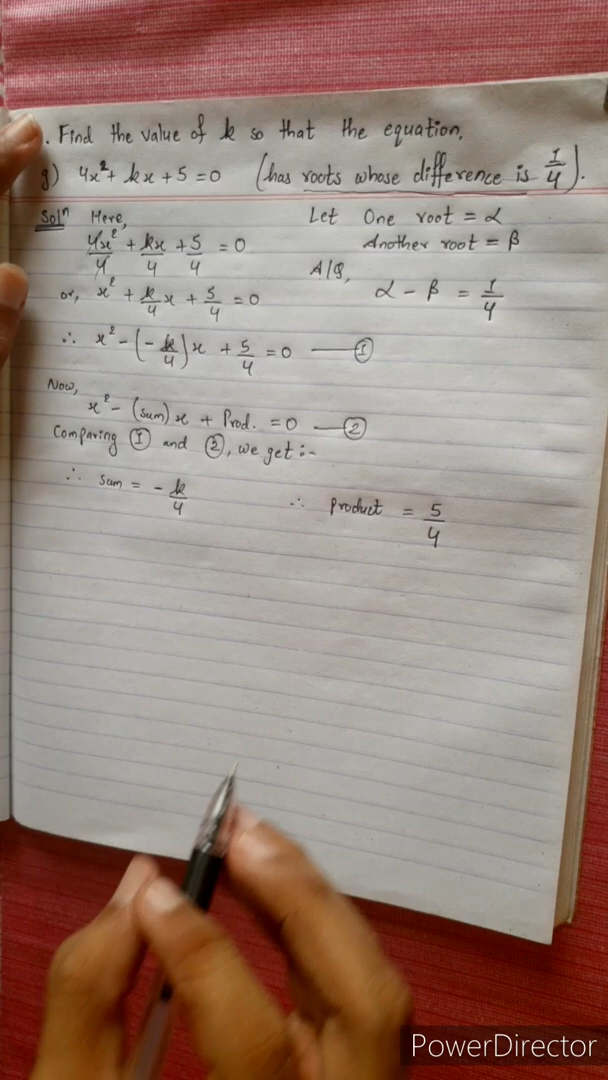 . Find the value of k so that the equation,
g) 4x² + kx + 5 = 0 (has roots whose difference is 1/4).
Solⁿ Here,
4x²/4 + kx/4 + 5/4 = 0
or, x² + k/4 x + 5/4 = 0
∴ x² - (-k/4)x + 5/4 = 0 — ①
Let One root = α
Another root = β
A/Q,
α - β = 1/4
Now,
x² - (sum)x + Prod. = 0 — ②
Comparing ① and ②, we get :-
∴ sum = - k/4 ∴ Product = 5/4
PowerDirector